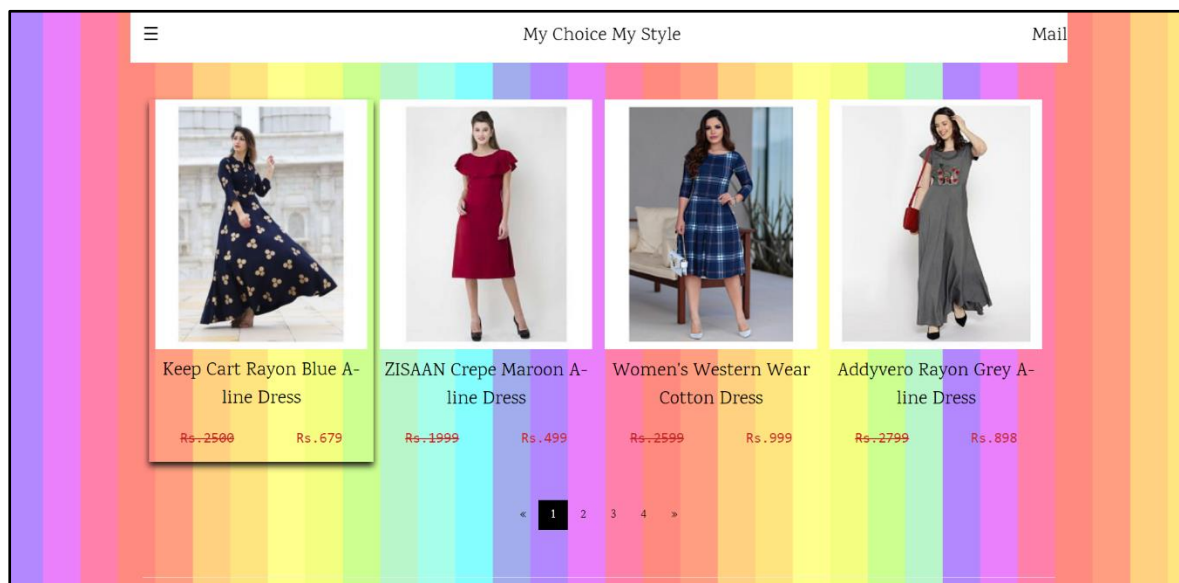 ☰ My Choice My Style Mail
Keep Cart Rayon Blue A-
line Dress
Rs.2500 Rs.679
ZISAAN Crepe Maroon A-
line Dress
Rs.1999 Rs.499
Women's Western Wear
Cotton Dress
Rs.2599 Rs.999
Addyvero Rayon Grey A-
line Dress
Rs.2799 Rs.898
« 1 2 3 4 »